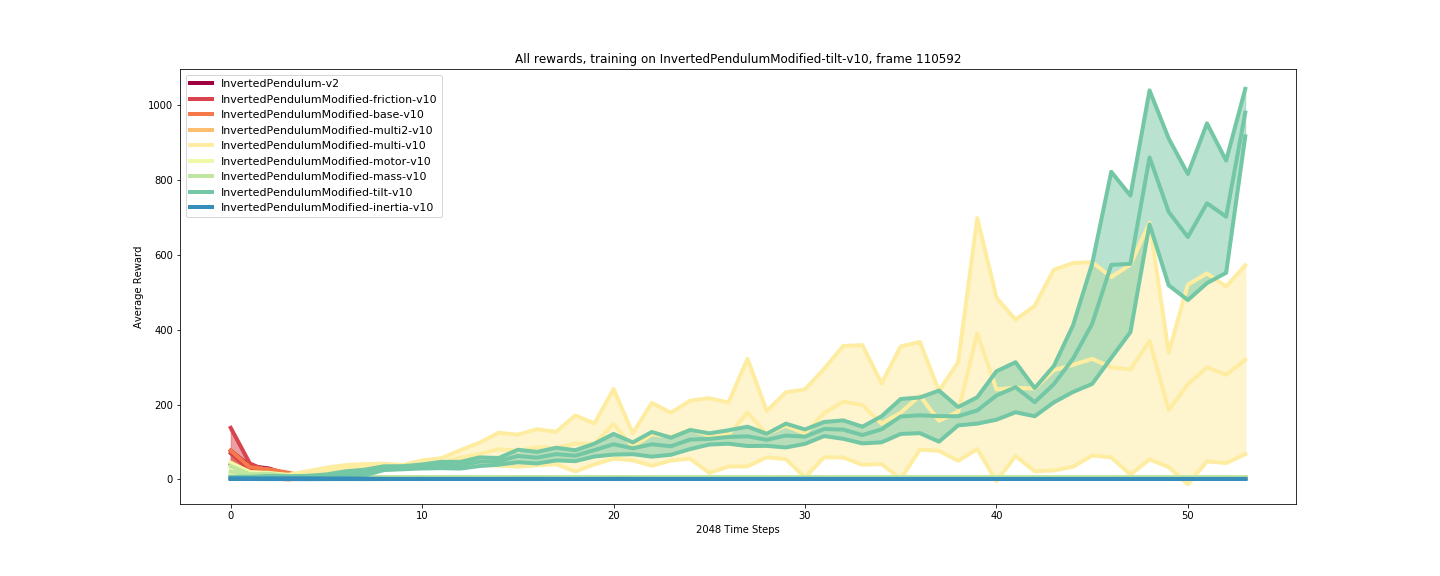 All rewards, training on InvertedPendulumModified-tilt-v10, frame 110592
InvertedPendulum-v2
InvertedPendulumModified-friction-v10
InvertedPendulumModified-base-v10
InvertedPendulumModified-multi2-v10
InvertedPendulumModified-multi-v10
InvertedPendulumModified-motor-v10
InvertedPendulumModified-mass-v10
InvertedPendulumModified-tilt-v10
InvertedPendulumModified-inertia-v10
1000
800
600
400
200
0
Average Reward
0 10 20 30 40 50
2048 Time Steps